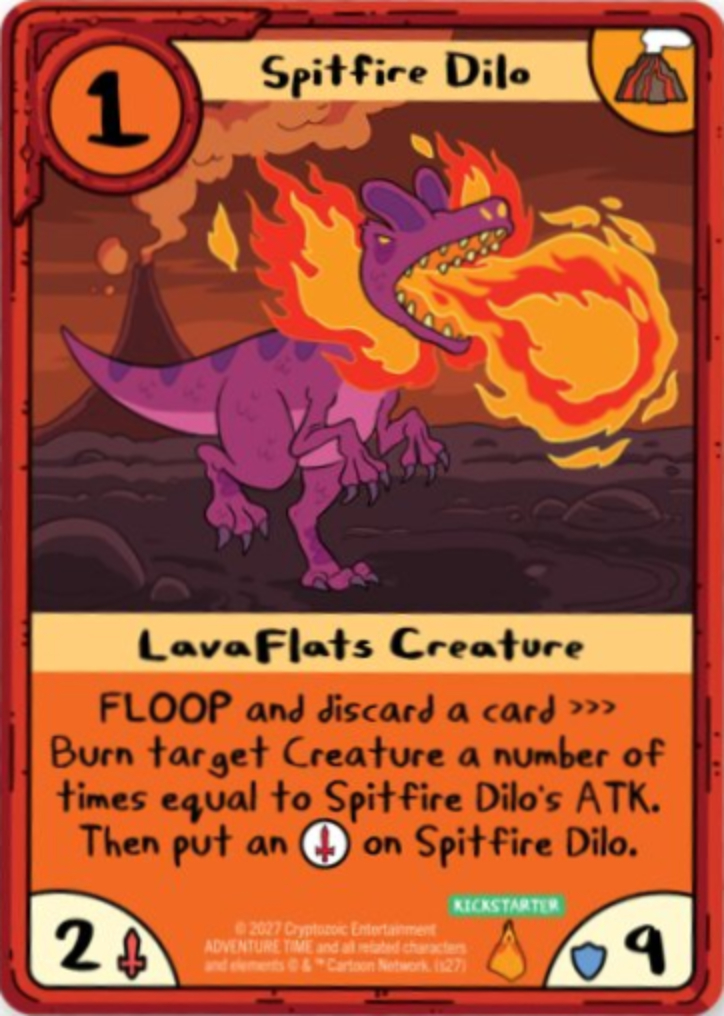 1
Spitfire Dilo
LavaFlats Creature
FLOOP and discard a card >>>
Burn target Creature a number of
times equal to Spitfire Dilo's ATK.
Then put an on Spitfire Dilo.
KICKSTARTER
2
© 2027 Cryptozoic Entertainment
ADVENTURE TIME and all related characters
and elements © & ™ Cartoon Network. (s27)
9